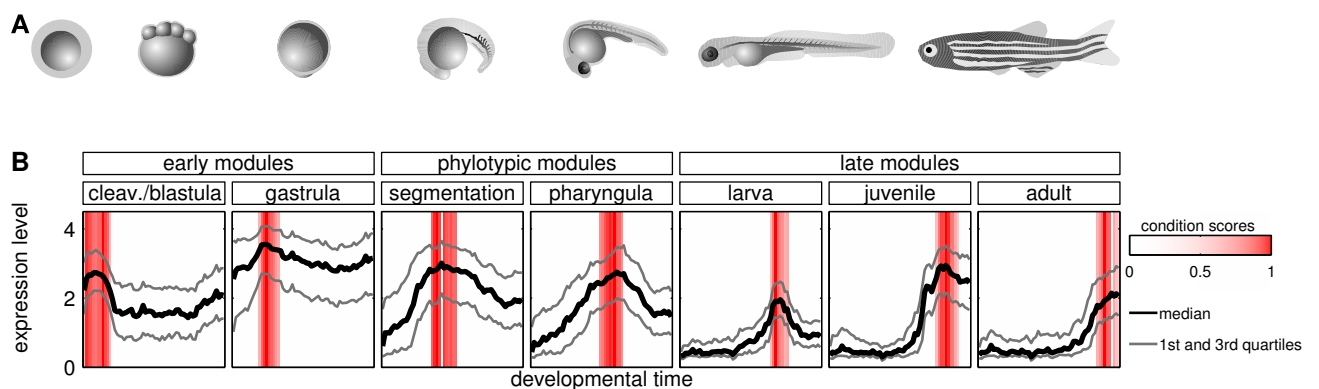 A
B
early modules
phylotypic modules
late modules
cleav./blastula
gastrula
segmentation
pharyngula
larva
juvenile
adult
expression level
4
2
0
developmental time
condition scores
0 0.5 1
median
1st and 3rd quartiles